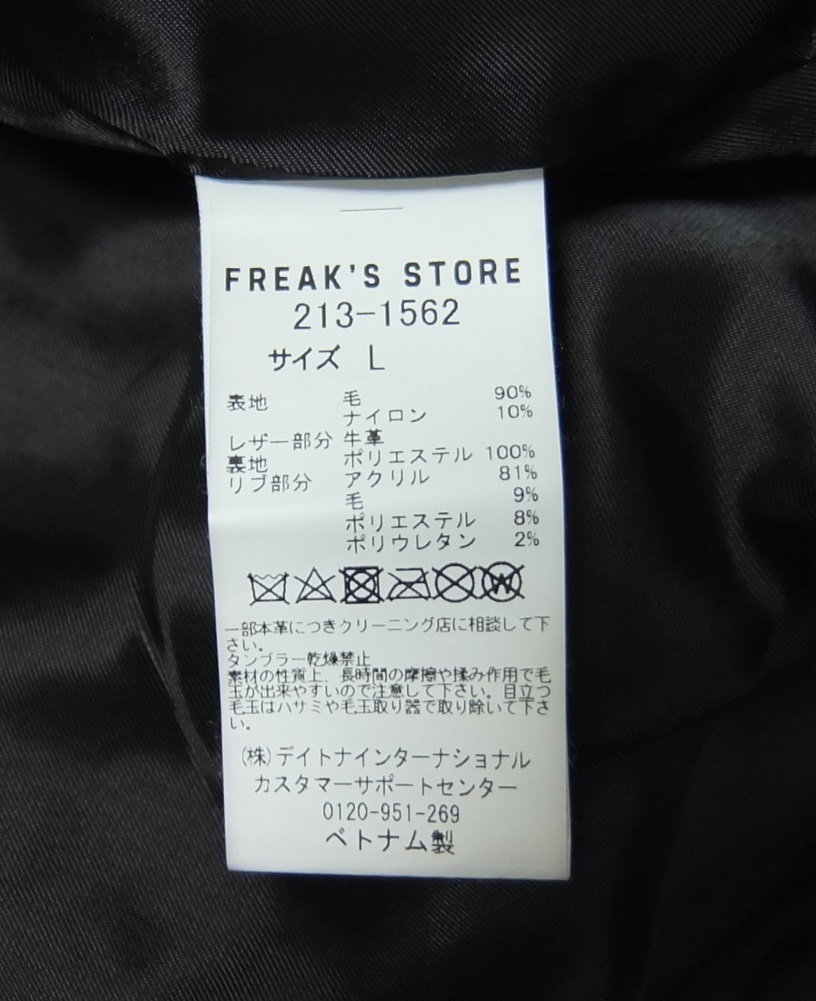 FREAK'S STORE
213-1562
サイズ L
表地 毛 90%
ナイロン 10%
レザー部分 牛革
裏地 ポリエステル 100%
リブ部分 アクリル 81%
毛 9%
ポリエステル 8%
ポリウレタン 2%
一部本革につきクリーニング店に相談して下
さい。
タンブラー乾燥禁止
素材の性質上、長時間の摩擦や揉み作用で毛
玉が出来やすいので注意して下さい。目立つ
毛玉はハサミや毛玉取り器で取り除いて下さ
い。
(株)デイトナインターナショナル
カスタマーサポートセンター
0120-951-269
ベトナム製